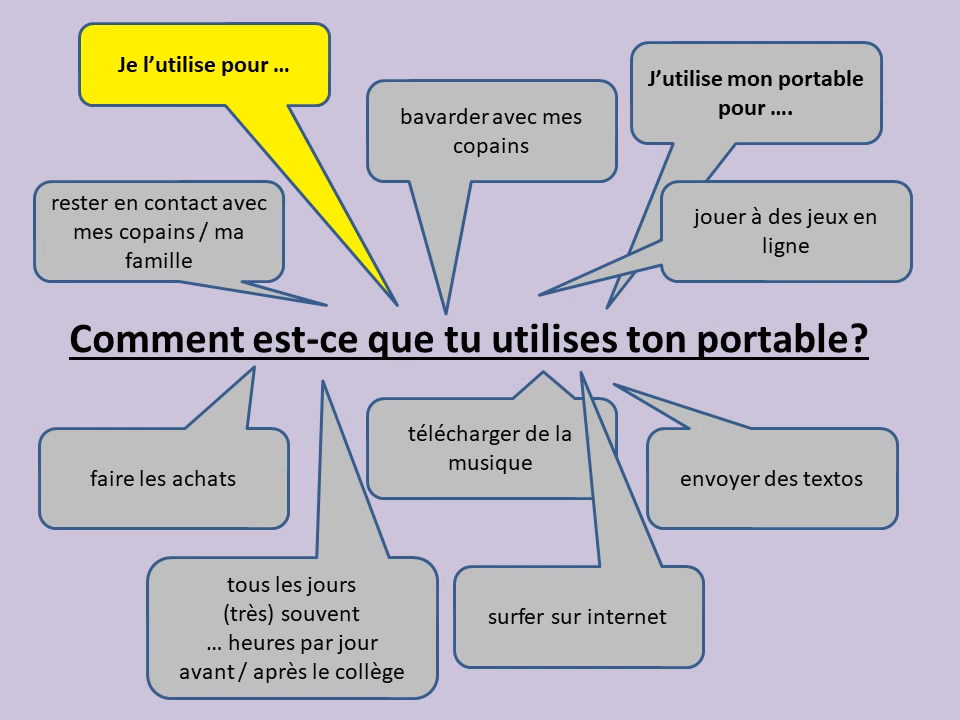 Je l’utilise pour …
J’utilise mon portable
pour ….
bavarder avec mes
copains
rester en contact avec
mes copains / ma
famille
jouer à des jeux en
ligne
Comment est-ce que tu utilises ton portable?
télécharger de la
musique
faire les achats
envoyer des textos
tous les jours
(très) souvent
… heures par jour
avant / après le collège
surfer sur internet